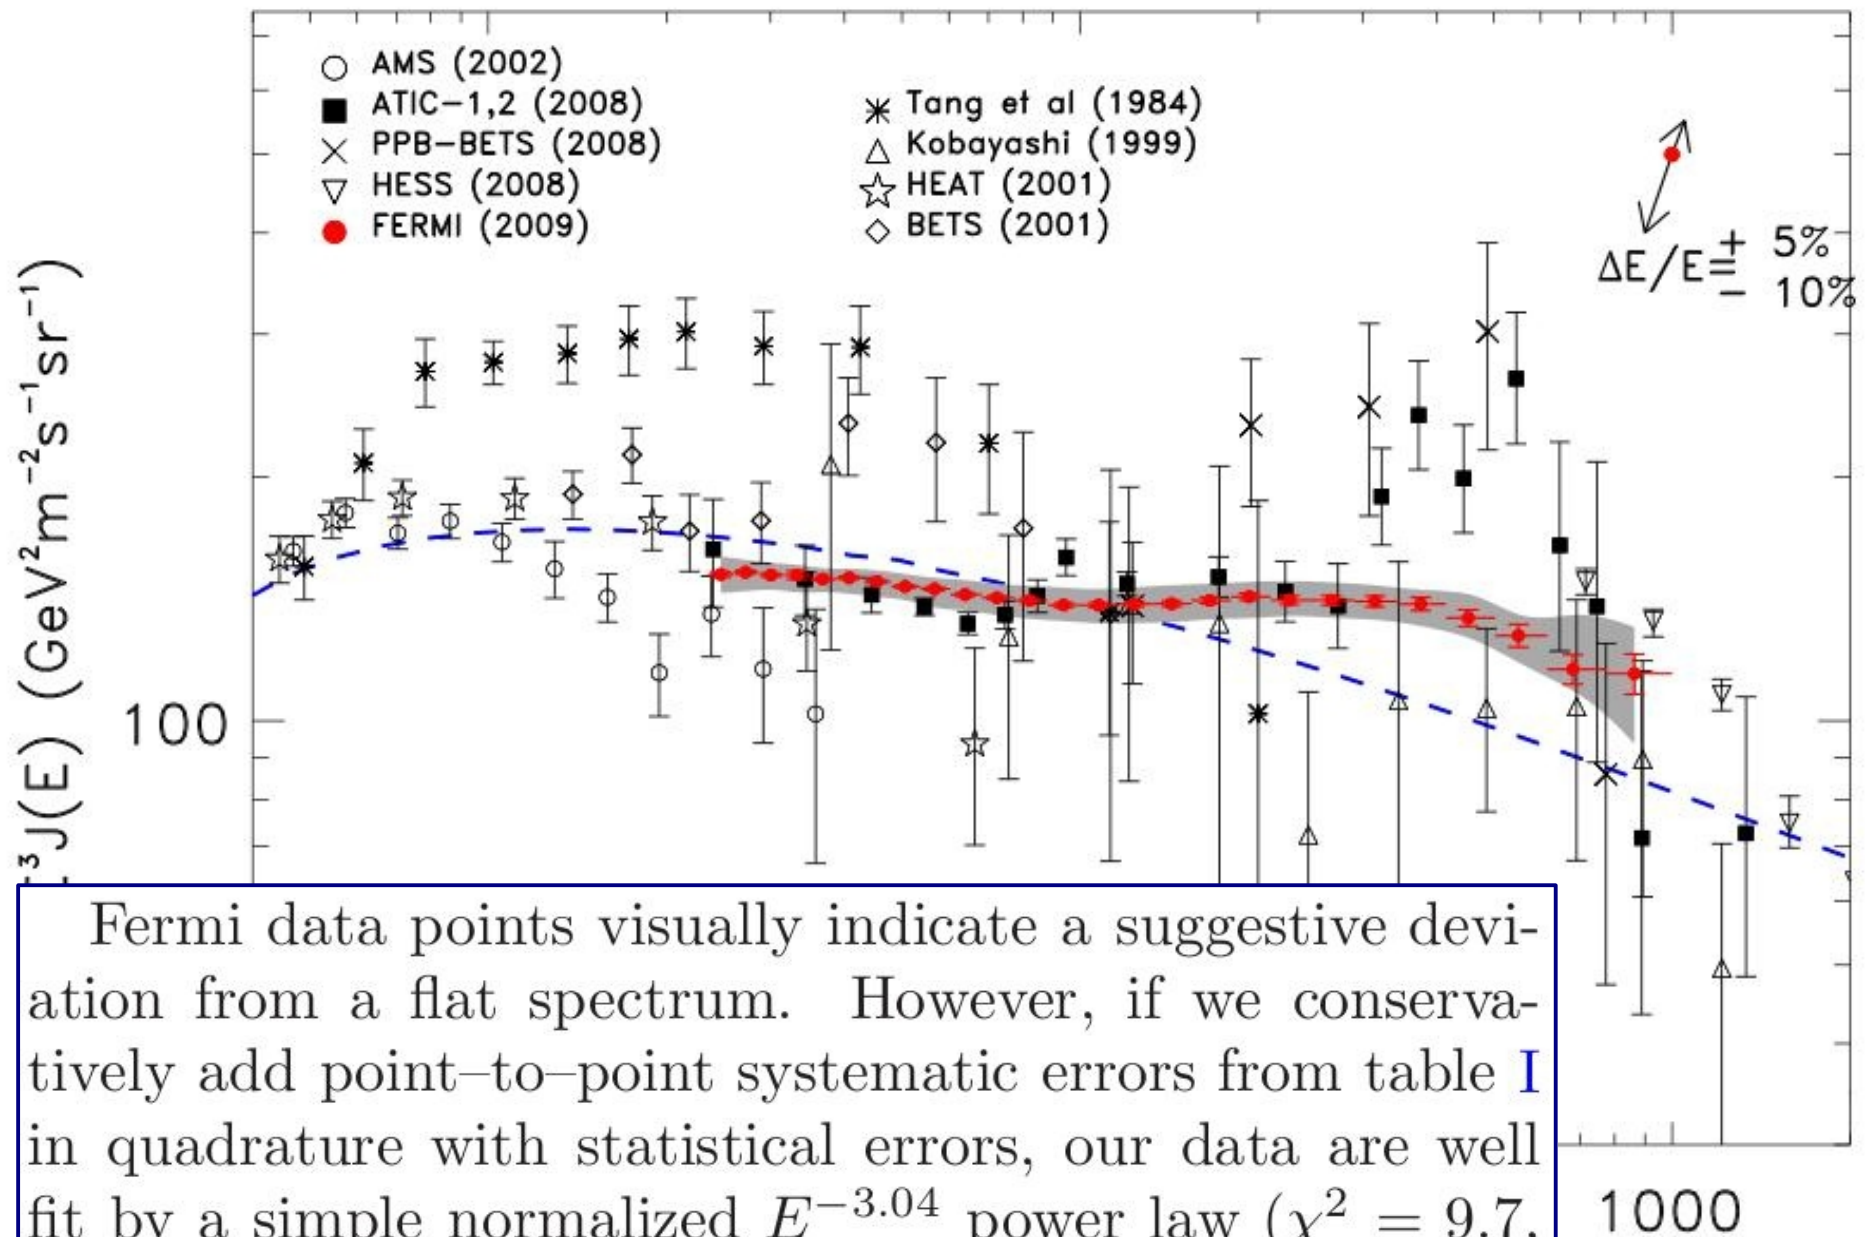 AMS (2002)
ATIC-1,2 (2008)
PPB-BETS (2008)
HESS (2008)
FERMI (2009)
Tang et al (1984)
Kobayashi (1999)
HEAT (2001)
BETS (2001)
ΔE/E= + 5%
- 10%
³J(E) (GeV²m⁻²s⁻¹sr⁻¹)
100
Fermi data points visually indicate a suggestive devi-
ation from a flat spectrum. However, if we conserva-
tively add point–to–point systematic errors from table I
in quadrature with statistical errors, our data are well
fit by a simple normalized E⁻³·⁰⁴ power law (χ² = 9.7,
1000